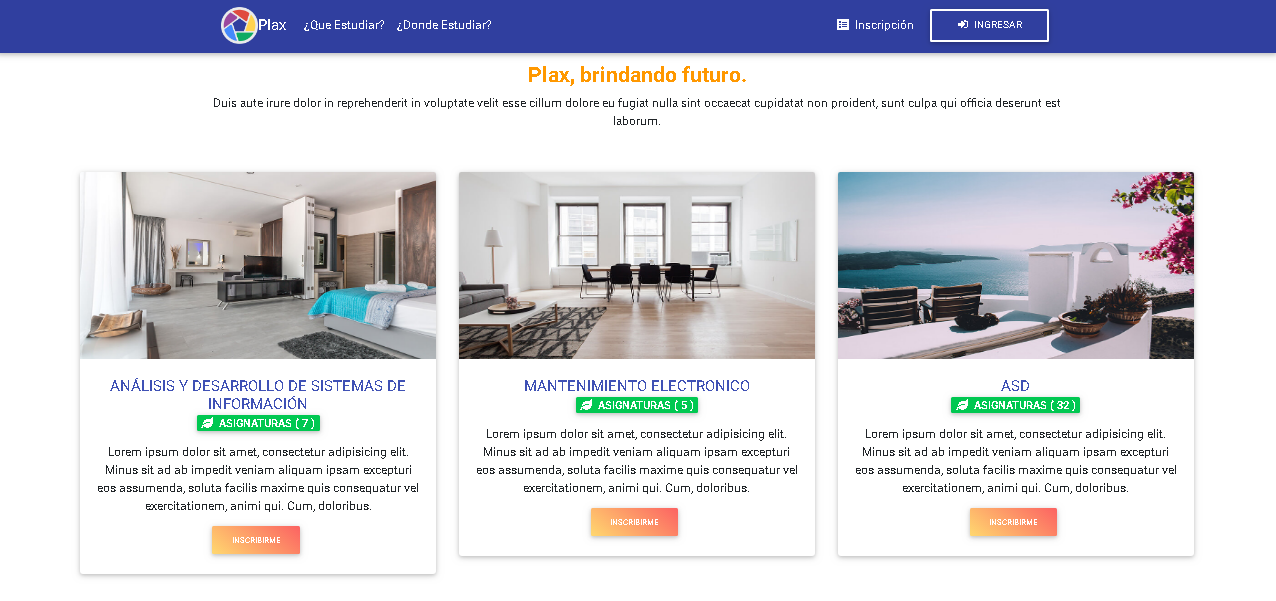 Plax ¿Que Estudiar? ¿Donde Estudiar? Inscripción INGRESAR
Plax, brindando futuro.
Duis aute irure dolor in reprehenderit in voluptate velit esse cillum dolore eu fugiat nulla sint occaecat cupidatat non proident, sunt culpa qui officia deserunt est
laborum.
ANÁLISIS Y DESARROLLO DE SISTEMAS DE
INFORMACIÓN
ASIGNATURAS ( 7 )
Lorem ipsum dolor sit amet, consectetur adipisicing elit.
Minus sit ad ab impedit veniam aliquam ipsam excepturi
eos assumenda, soluta facilis maxime quis consequatur vel
exercitationem, animi qui. Cum, doloribus.
INSCRIBIRME
MANTENIMIENTO ELECTRONICO
ASIGNATURAS ( 5 )
Lorem ipsum dolor sit amet, consectetur adipisicing elit.
Minus sit ad ab impedit veniam aliquam ipsam excepturi
eos assumenda, soluta facilis maxime quis consequatur vel
exercitationem, animi qui. Cum, doloribus.
INSCRIBIRME
ASD
ASIGNATURAS ( 32 )
Lorem ipsum dolor sit amet, consectetur adipisicing elit.
Minus sit ad ab impedit veniam aliquam ipsam excepturi
eos assumenda, soluta facilis maxime quis consequatur vel
exercitationem, animi qui. Cum, doloribus.
INSCRIBIRME